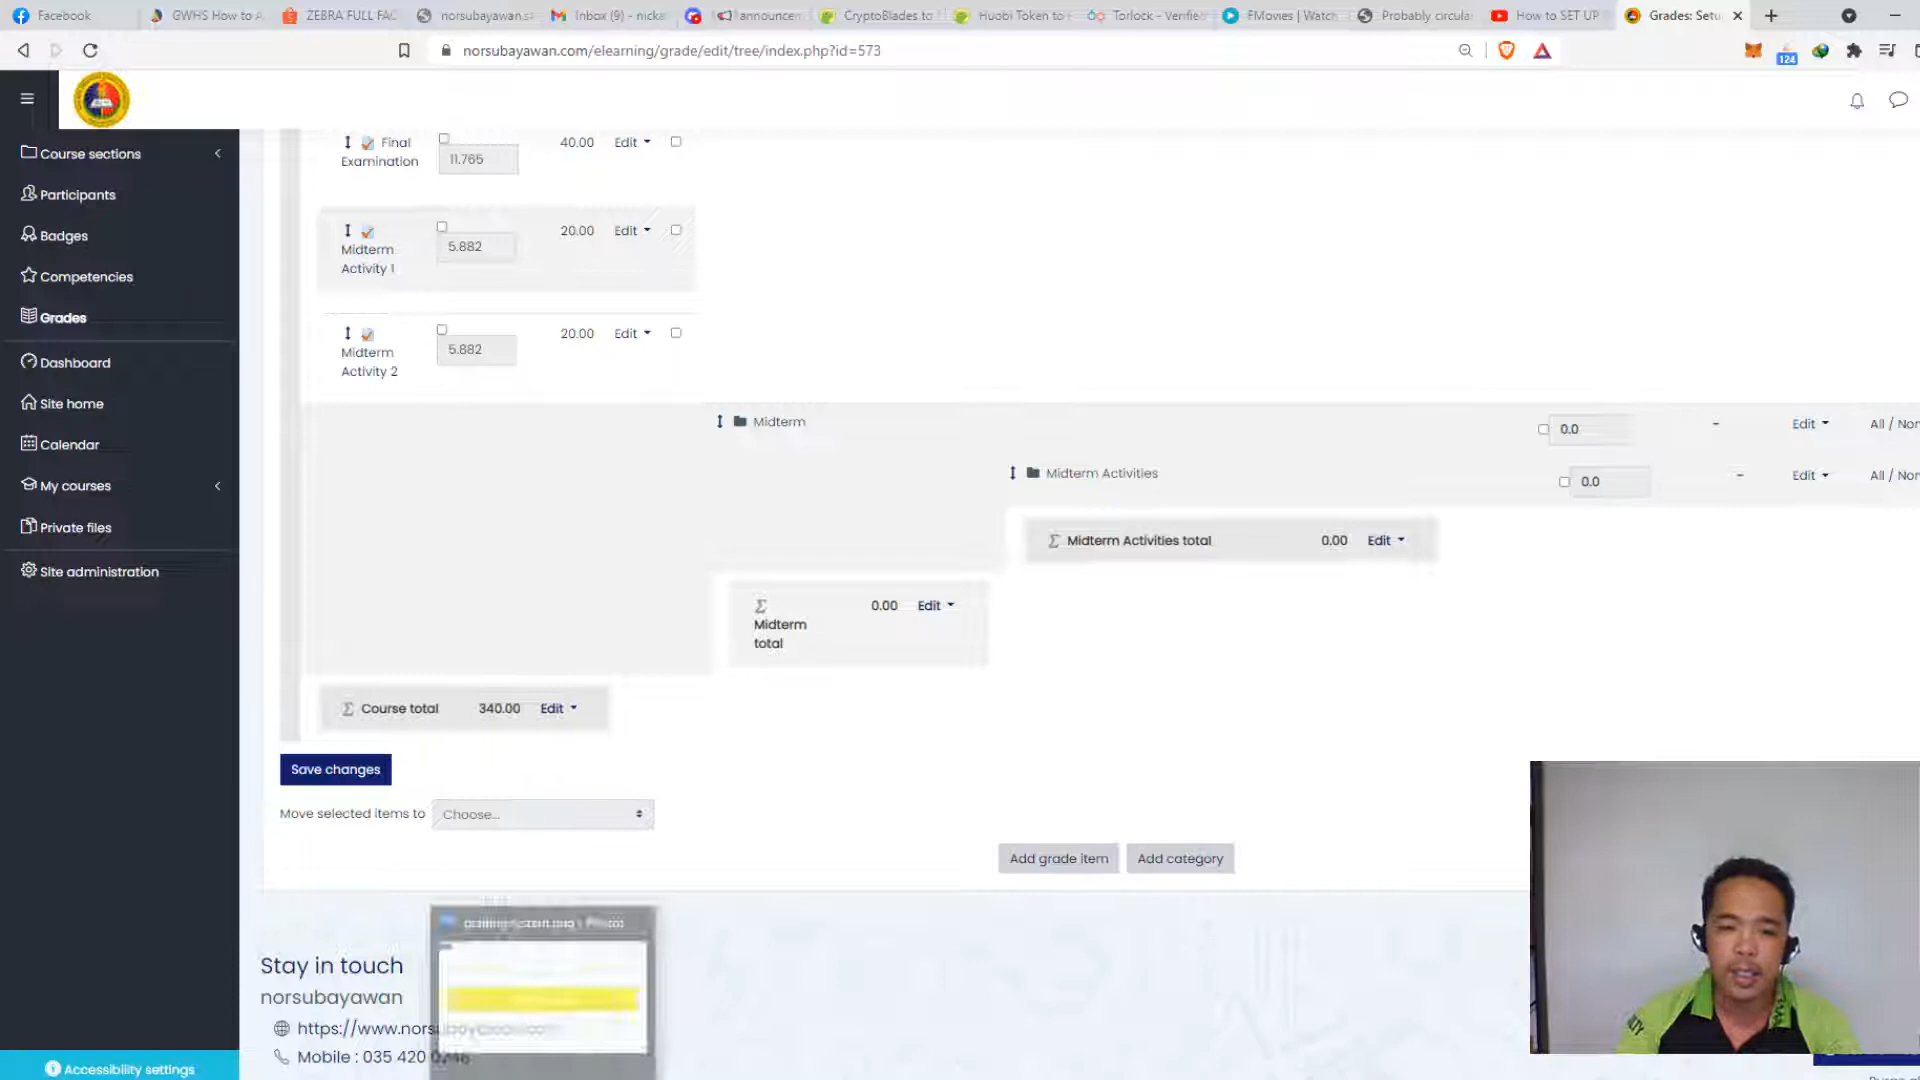 Facebook
GWHS How to A
ZEBRA FULL FAC
norsubayawan.s
Inbox (9) - nicka
announcem
CryptoBlades to
Huobi Token to
Torlock - Verifie
FMovies | Watch
Probably circula
How to SET UP
Grades: Setu
norsubayawan.com/elearning/grade/edit/tree/index.php?id=573
124
Course sections
Participants
Badges
Competencies
Grades
Dashboard
Site home
Calendar
My courses
Private files
Site administration
Accessibility settings
Final Examination 11.765 40.00 Edit
Midterm Activity 1 5.882 20.00 Edit
Midterm Activity 2 5.882 20.00 Edit
Midterm 0.0 - Edit All / Non
Midterm Activities 0.0 - Edit All / Non
Σ Midterm Activities total 0.00 Edit
Σ Midterm total 0.00 Edit
Σ Course total 340.00 Edit
Save changes
Move selected items to Choose...
Add grade item Add category
Stay in touch
norsubayawan
https://www.nors
Mobile : 035 420